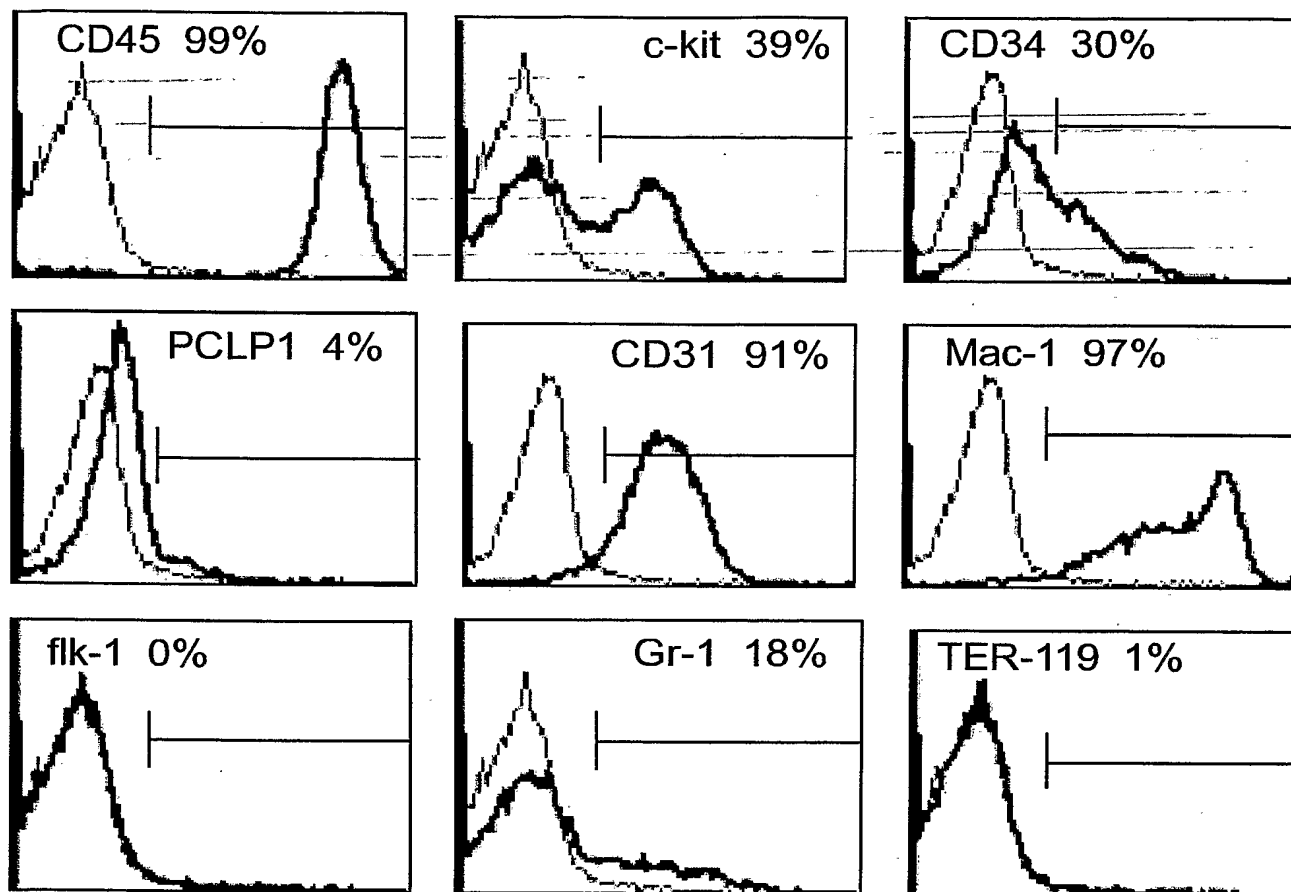 CD45 99%
c-kit 39%
CD34 30%
PCLP1 4%
CD31 91%
Mac-1 97%
flk-1 0%
Gr-1 18%
TER-119 1%